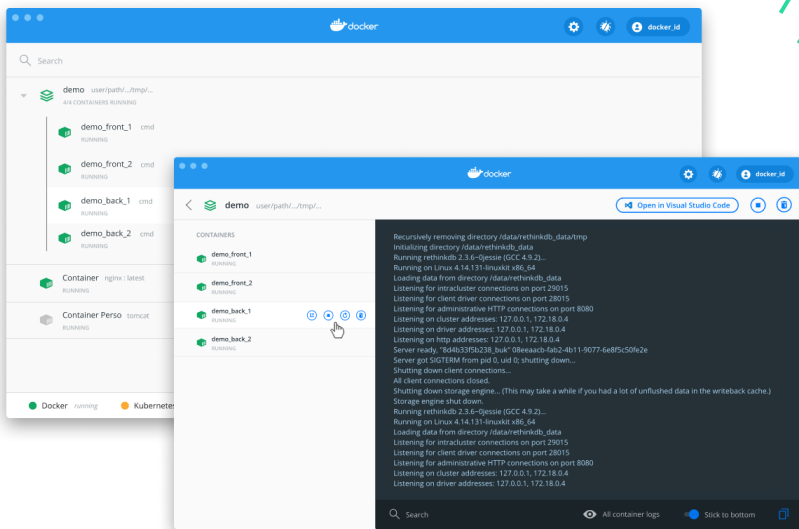 docker
docker_id
Search
demo user/path/.../tmp/...
4/4 CONTAINERS RUNNING
demo_front_1 cmd
RUNNING
demo_front_2 cmd
RUNNING
demo_back_1 cmd
RUNNING
demo_back_2 cmd
RUNNING
Container nginx : latest
RUNNING
Container Perso tomcat
RUNNING
Docker running Kubernetes
docker
docker_id
demo user/path/.../tmp/...
Open in Visual Studio Code
CONTAINERS
demo_front_1
RUNNING
demo_front_2
RUNNING
demo_back_1
RUNNING
demo_back_2
RUNNING
Recursively removing directory /data/rethinkdb_data/tmp
Initializing directory /data/rethinkdb_data
Running rethinkdb 2.3.6~0jessie (GCC 4.9.2)...
Running on Linux 4.14.131-linuxkit x86_64
Loading data from directory /data/rethinkdb_data
Listening for intracluster connections on port 29015
Listening for client driver connections on port 28015
Listening for administrative HTTP connections on port 8080
Listening on cluster addresses: 127.0.0.1, 172.18.0.4
Listening on driver addresses: 127.0.0.1, 172.18.0.4
Listening on http addresses: 127.0.0.1, 172.18.0.4
Server ready, "8d4b33f5b238_buk" 08eeaacb-fab2-4b11-9077-6e8f5c50fe2e
Server got SIGTERM from pid 0, uid 0; shutting down...
Shutting down client connections...
All client connections closed.
Shutting down storage engine... (This may take a while if you had a lot of unflushed data in the writeback cache.)
Storage engine shut down.
Running rethinkdb 2.3.6~0jessie (GCC 4.9.2)...
Running on Linux 4.14.131-linuxkit x86_64
Loading data from directory /data/rethinkdb_data
Listening for intracluster connections on port 29015
Listening for client driver connections on port 28015
Listening for administrative HTTP connections on port 8080
Listening on cluster addresses: 127.0.0.1, 172.18.0.4
Listening on driver addresses: 127.0.0.1, 172.18.0.4
Search
All container logs
Stick to bottom